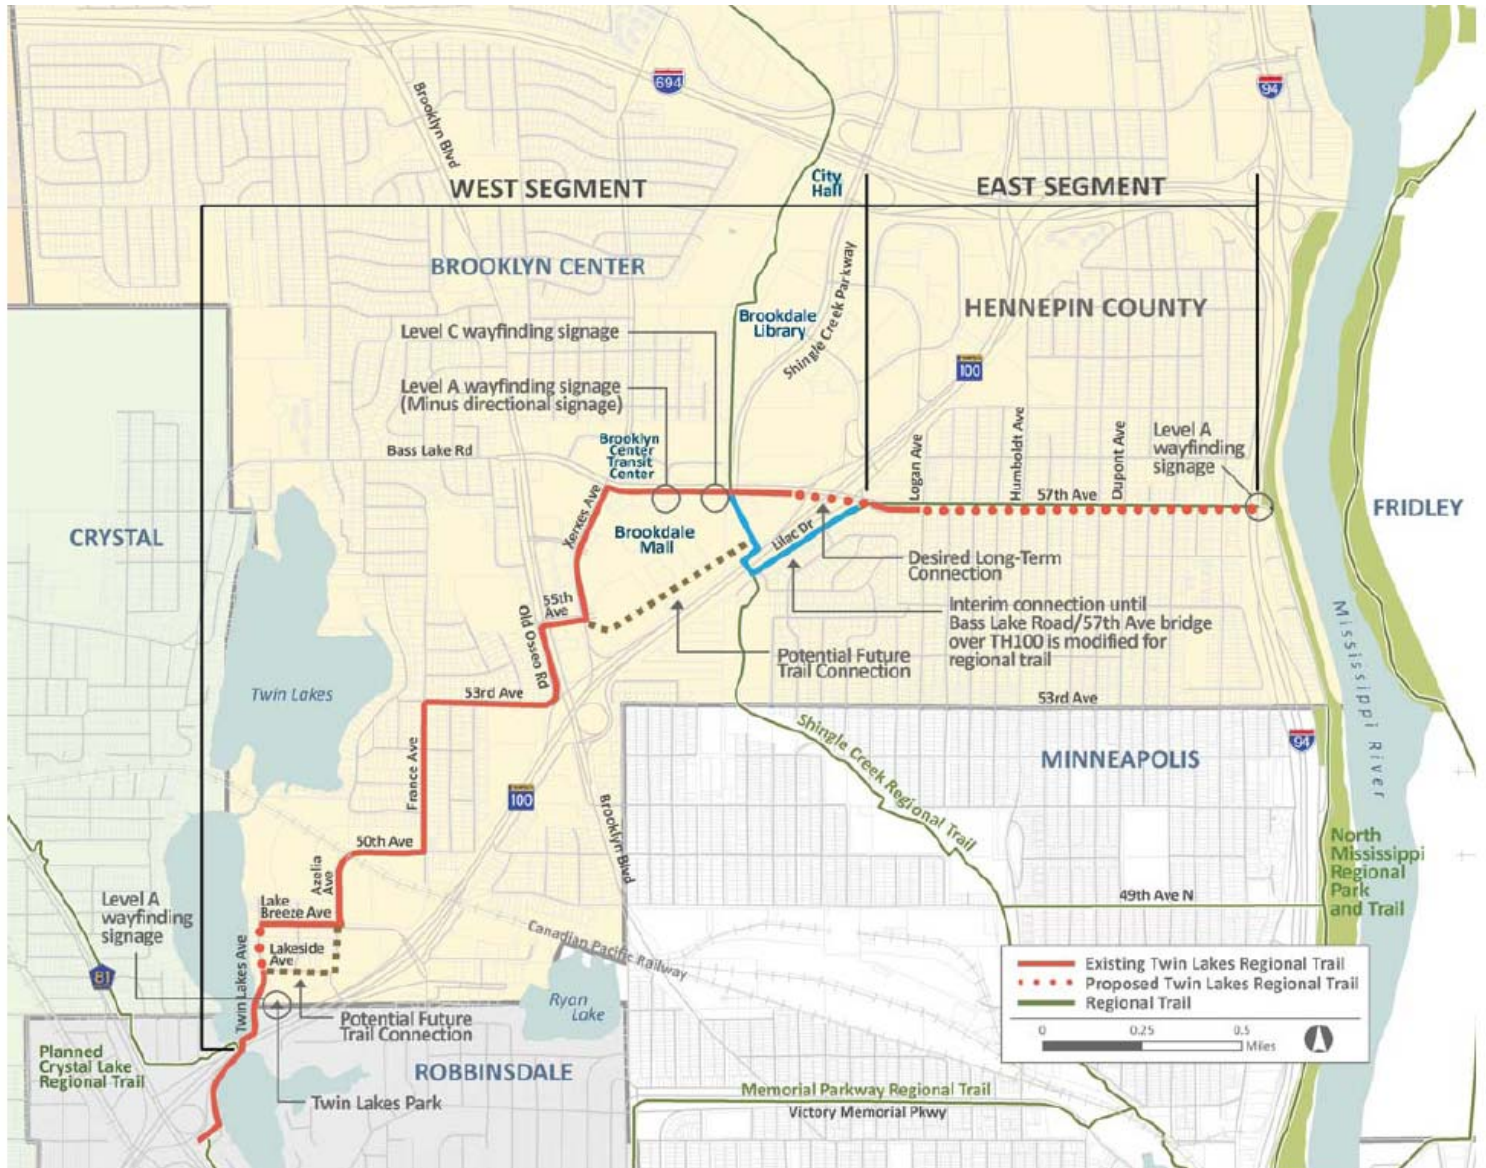 694
94
Brooklyn Blvd
City
Hall
WEST SEGMENT
EAST SEGMENT
BROOKLYN CENTER
Shingle Creek Parkway
HENNEPIN COUNTY
Brookdale
Library
Level C wayfinding signage
100
Level A wayfinding signage
(Minus directional signage)
Brooklyn
Center
Transit
Center
Bass Lake Rd
Logan Ave
Humboldt Ave
Dupont Ave
Level A
wayfinding
signage
57th Ave
Xerxes Ave
Brookdale
Mall
Lilac Dr
CRYSTAL
FRIDLEY
Desired Long-Term
Connection
55th
Ave
Old Osseo Rd
Interim connection until
Bass Lake Road/57th Ave bridge
over TH100 is modified for
regional trail
Potential Future
Trail Connection
Mississippi River
Twin Lakes
53rd Ave
53rd Ave
Shingle Creek Regional Trail
94
MINNEAPOLIS
France Ave
100
Brooklyn Blvd
50th Ave
North
Mississippi
Regional
Park
and Trail
Azelia
Ave
Level A
wayfinding
signage
Lake
Breeze Ave
49th Ave N
Canadian Pacific Railway
Lakeside
Ave
Twin Lakes Ave
81
Ryan
Lake
Existing Twin Lakes Regional Trail
Proposed Twin Lakes Regional Trail
Regional Trail
0 0.25 0.5
Miles
Potential Future
Trail Connection
Planned
Crystal Lake
Regional Trail
ROBBINSDALE
Twin Lakes Park
Memorial Parkway Regional Trail
Victory Memorial Pkwy